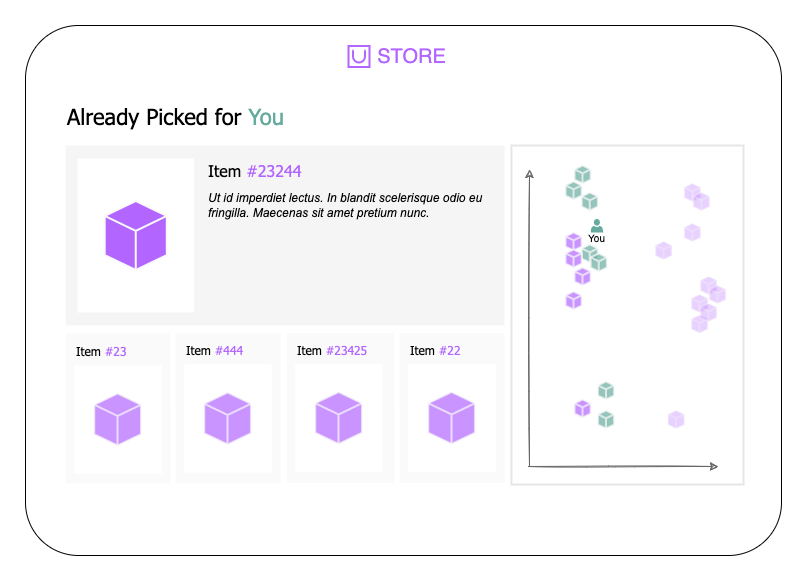 STORE
Already Picked for You
Item #23244
Ut id imperdiet lectus. In blandit scelerisque odio eu
fringilla. Maecenas sit amet pretium nunc.
You
Item #23
Item #444
Item #23425
Item #22